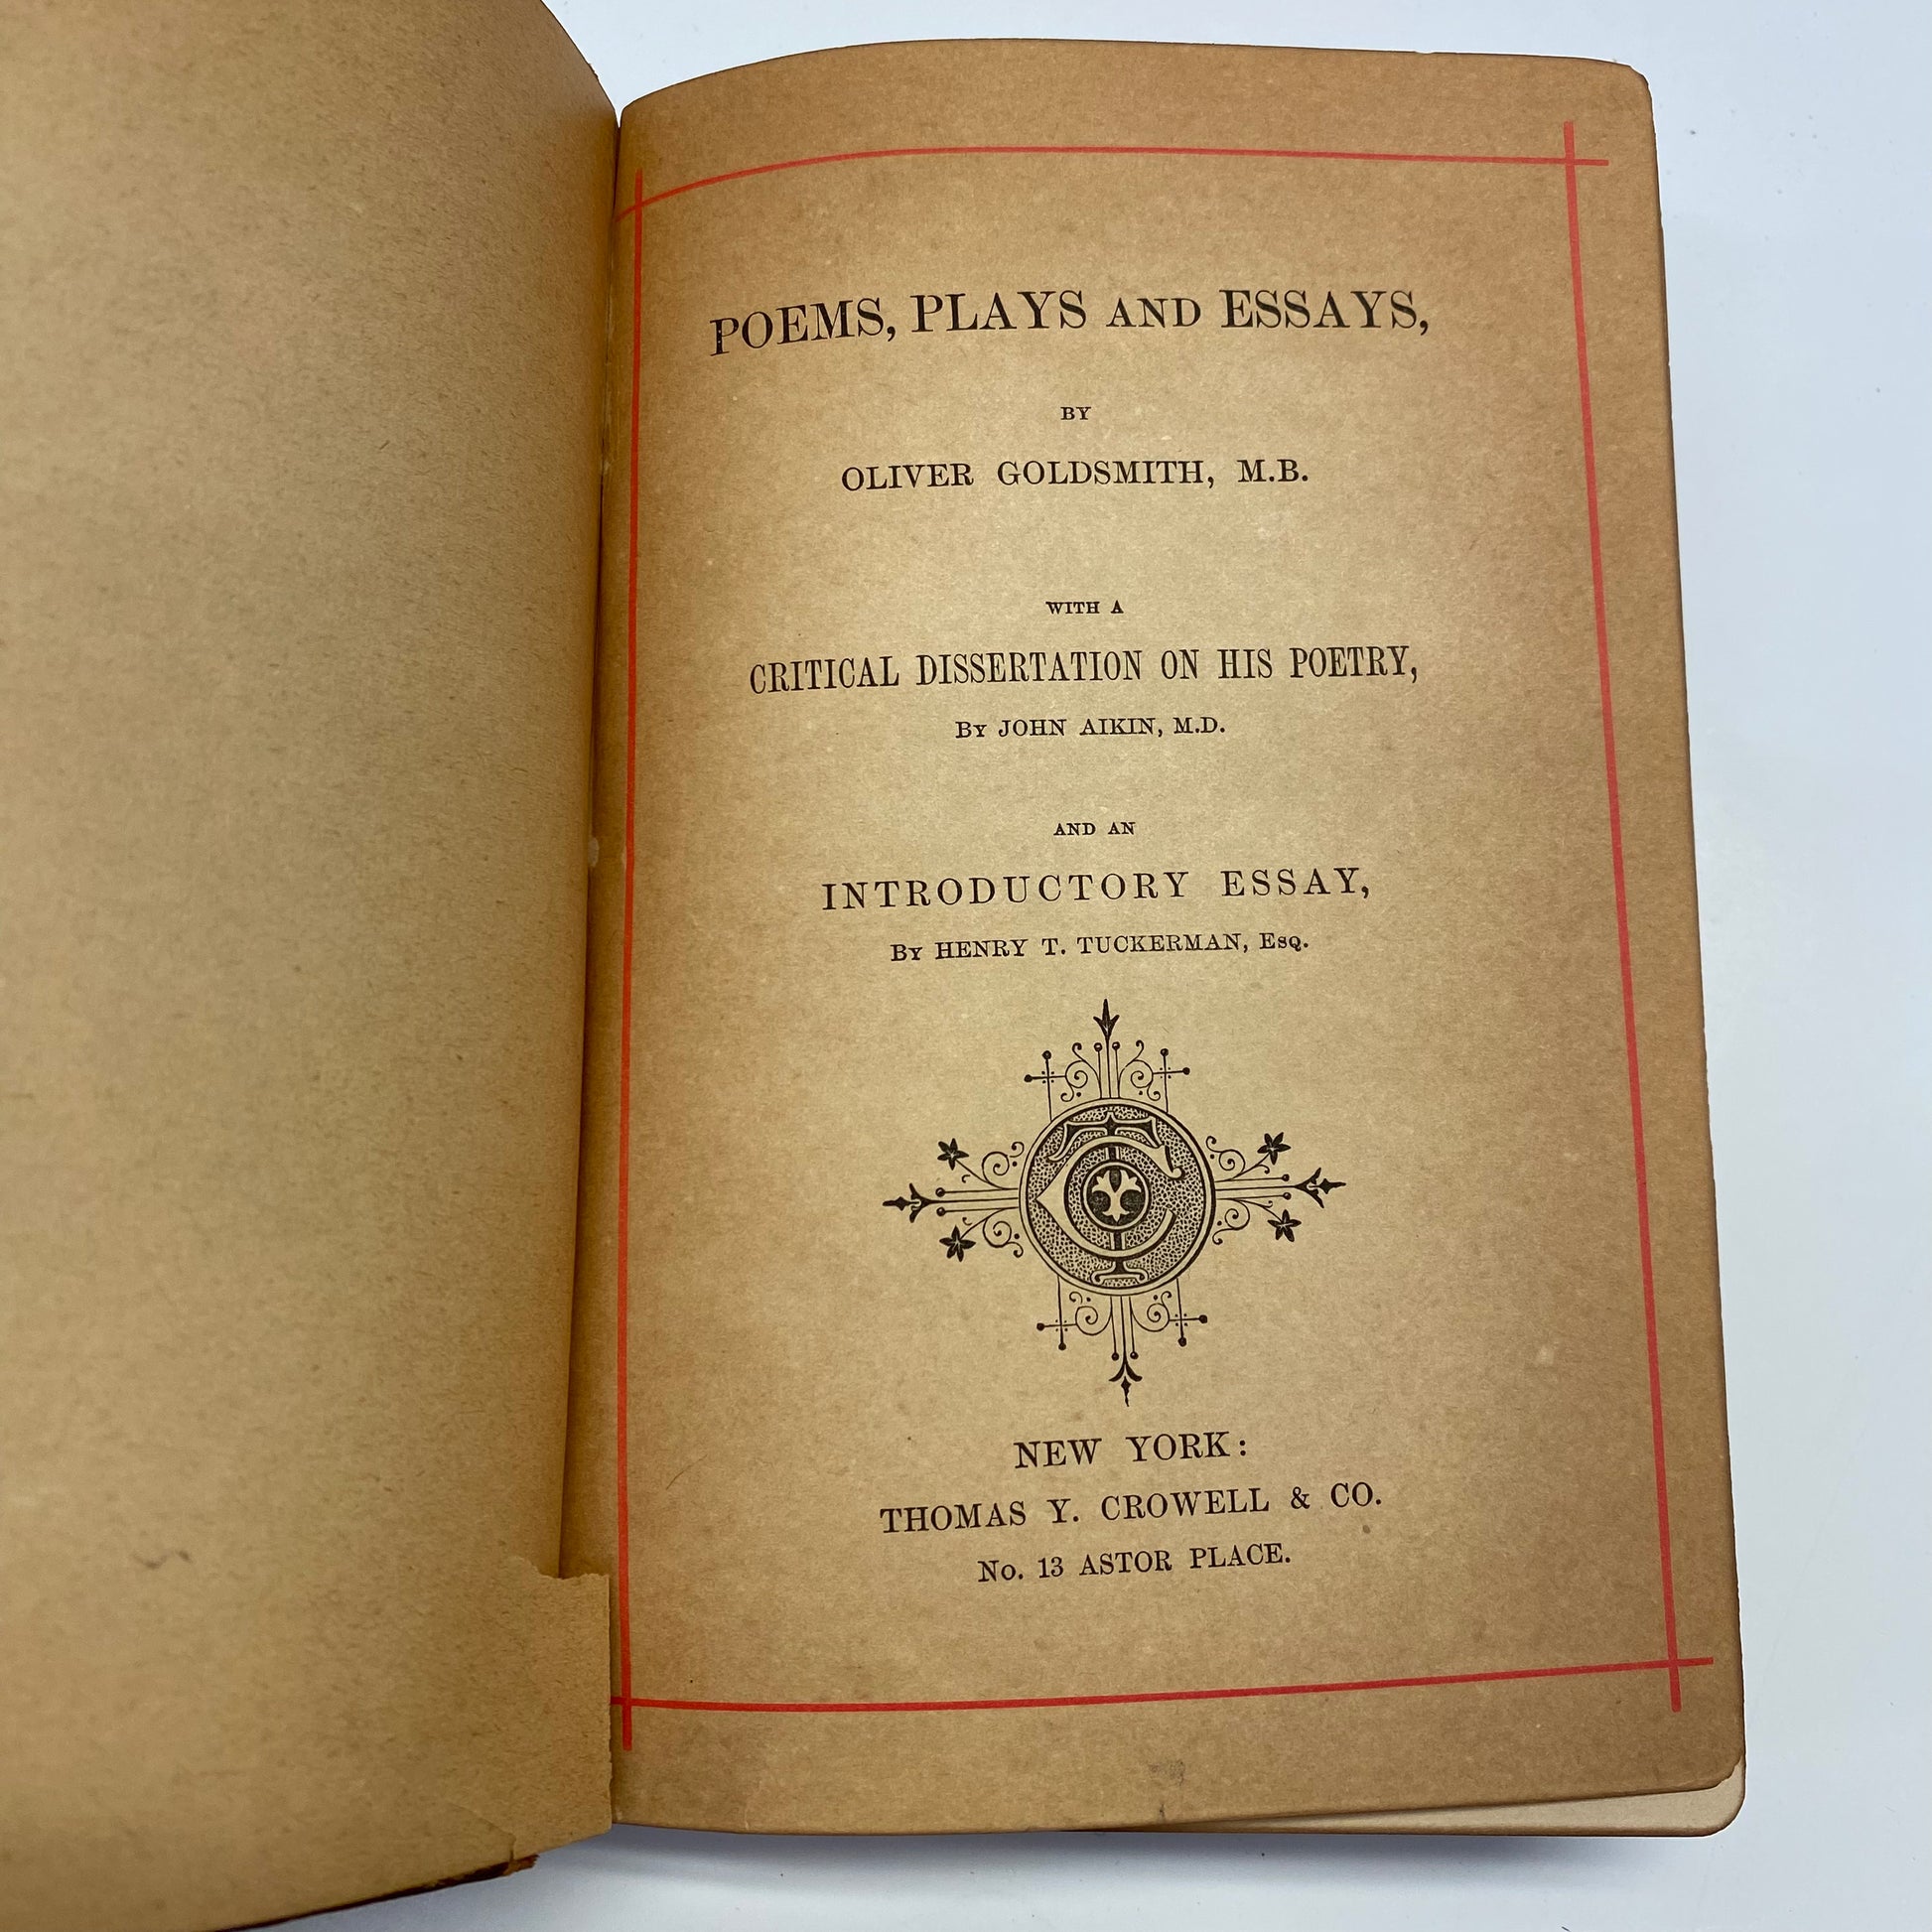 POEMS, PLAYS AND ESSAYS,
BY
OLIVER GOLDSMITH, M.B.
WITH A
CRITICAL DISSERTATION ON HIS POETRY,
By JOHN AIKIN, M.D.
AND AN
INTRODUCTORY ESSAY,
By HENRY T. TUCKERMAN, Esq.
TC
NEW YORK:
THOMAS Y. CROWELL & CO.
No. 13 ASTOR PLACE.